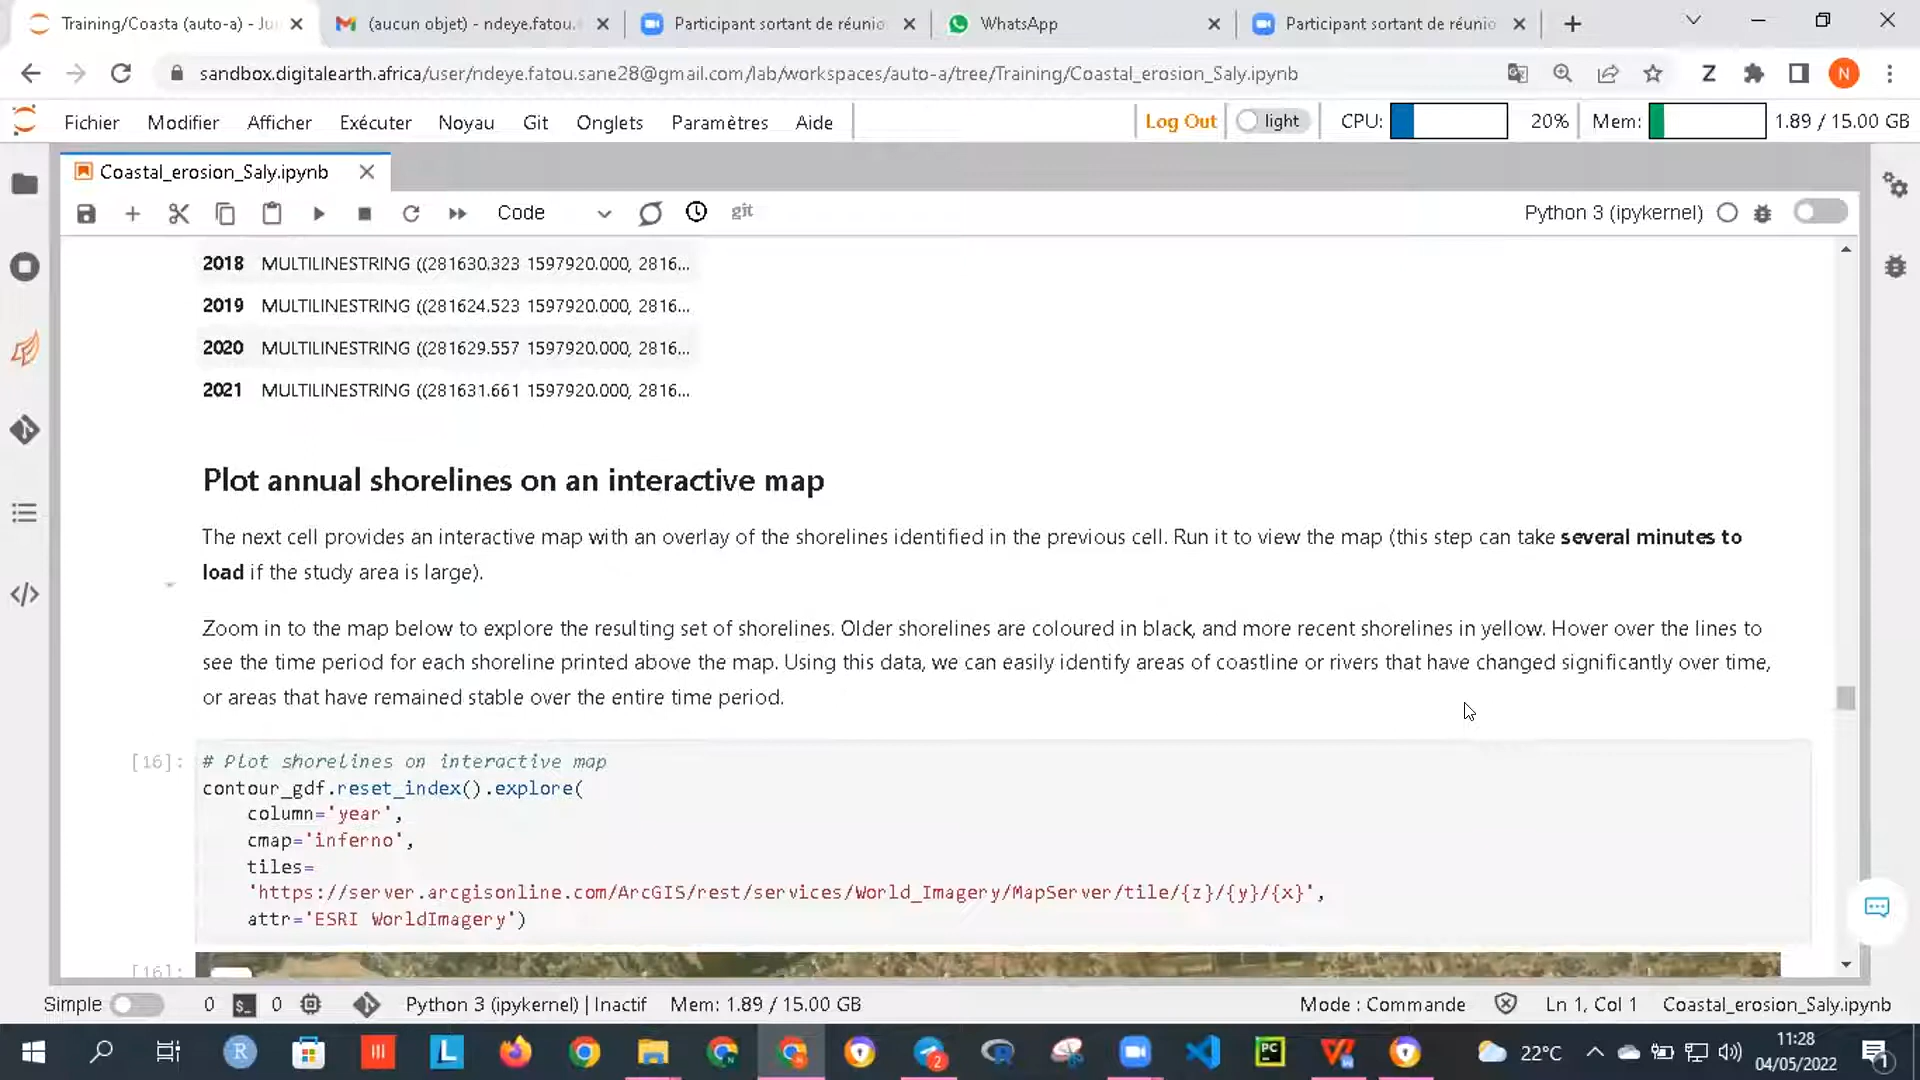 Training/Coasta (auto-a) - Ju
(aucun objet) - ndeye.fatou.
Participant sortant de réunio
WhatsApp
Participant sortant de réunio
sandbox.digitalearth.africa/user/ndeye.fatou.sane28@gmail.com/lab/workspaces/auto-a/tree/Training/Coastal_erosion_Saly.ipynb
Z
N
Fichier Modifier Afficher Exécuter Noyau Git Onglets Paramètres Aide
Log Out light CPU: 20% Mem: 1.89 / 15.00 GB
Coastal_erosion_Saly.ipynb
Code git Python 3 (ipykernel)
2018 MULTILINESTRING ((281630.323 1597920.000, 2816...
2019 MULTILINESTRING ((281624.523 1597920.000, 2816...
2020 MULTILINESTRING ((281629.557 1597920.000, 2816...
2021 MULTILINESTRING ((281631.661 1597920.000, 2816...
Plot annual shorelines on an interactive map
The next cell provides an interactive map with an overlay of the shorelines identified in the previous cell. Run it to view the map (this step can take several minutes to
load if the study area is large).
Zoom in to the map below to explore the resulting set of shorelines. Older shorelines are coloured in black, and more recent shorelines in yellow. Hover over the lines to
see the time period for each shoreline printed above the map. Using this data, we can easily identify areas of coastline or rivers that have changed significantly over time,
or areas that have remained stable over the entire time period.
[16]: # Plot shorelines on interactive map
contour_gdf.reset_index().explore(
column='year',
cmap='inferno',
tiles=
'https://server.arcgisonline.com/ArcGIS/rest/services/World_Imagery/MapServer/tile/{z}/{y}/{x}',
attr='ESRI WorldImagery')
[16]:
Simple 0 $_ 0 Python 3 (ipykernel) | Inactif Mem: 1.89 / 15.00 GB Mode : Commande Ln 1, Col 1 Coastal_erosion_Saly.ipynb
R
L
2
PC
22°C
11:28
04/05/2022
1